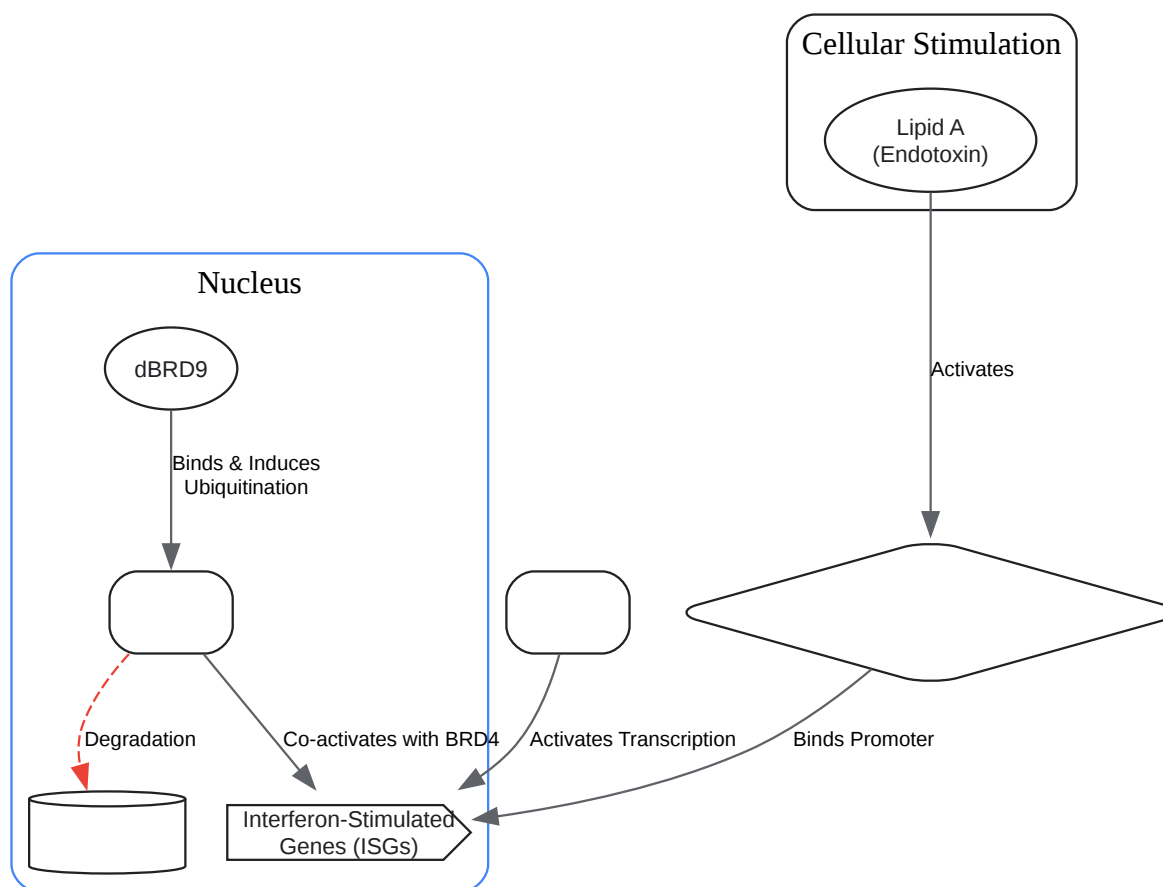 Cellular Stimulation
Lipid A
(Endotoxin)
Nucleus
dBRD9
Activates
Binds & Induces
Ubiquitination
Degradation
Co-activates with BRD4
Activates Transcription
Binds Promoter
Interferon-Stimulated
Genes (ISGs)